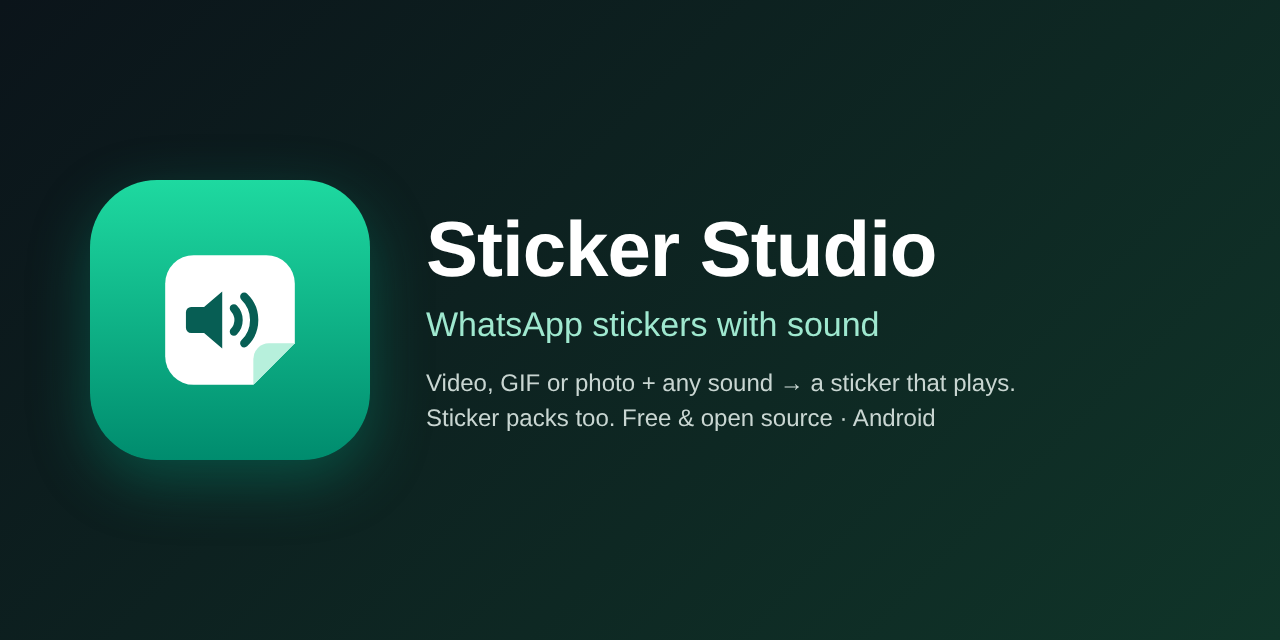 Sticker Studio
WhatsApp stickers with sound
Video, GIF or photo + any sound → a sticker that plays.
Sticker packs too. Free & open source · Android